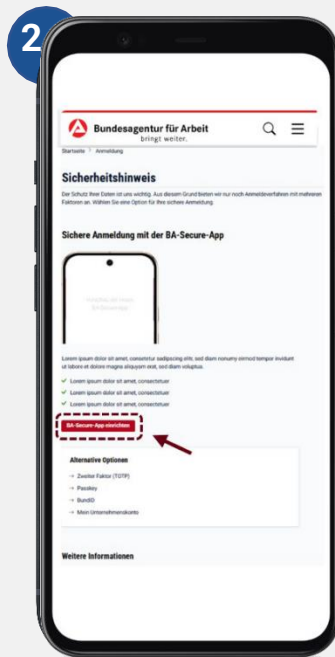 2
Bundesagentur für Arbeit
bringt weiter.
Startseite > Anmeldung
Sicherheitshinweis
Der Schutz Ihrer Daten ist uns wichtig. Aus diesem Grund bieten wir nur noch Anmeldeverfahren mit mehreren
Faktoren an. Wählen Sie eine Option für Ihre sichere Anmeldung.
Sichere Anmeldung mit der BA-Secure-App
Lorem ipsum dolor sit amet, consetetur sadipscing elitr, sed diam nonumy eirmod tempor invidunt
ut labore et dolore magna aliquyam erat, sed diam voluptua.
Lorem ipsum dolor sit amet, consectetuer
Lorem ipsum dolor sit amet, consectetuer
Lorem ipsum dolor sit amet, consectetuer
BA-Secure-App einrichten
Alternative Optionen
→ Zweiter Faktor (TOTP)
→ Passkey
→ BundID
→ Mein Unternehmenskonto
Weitere Informationen